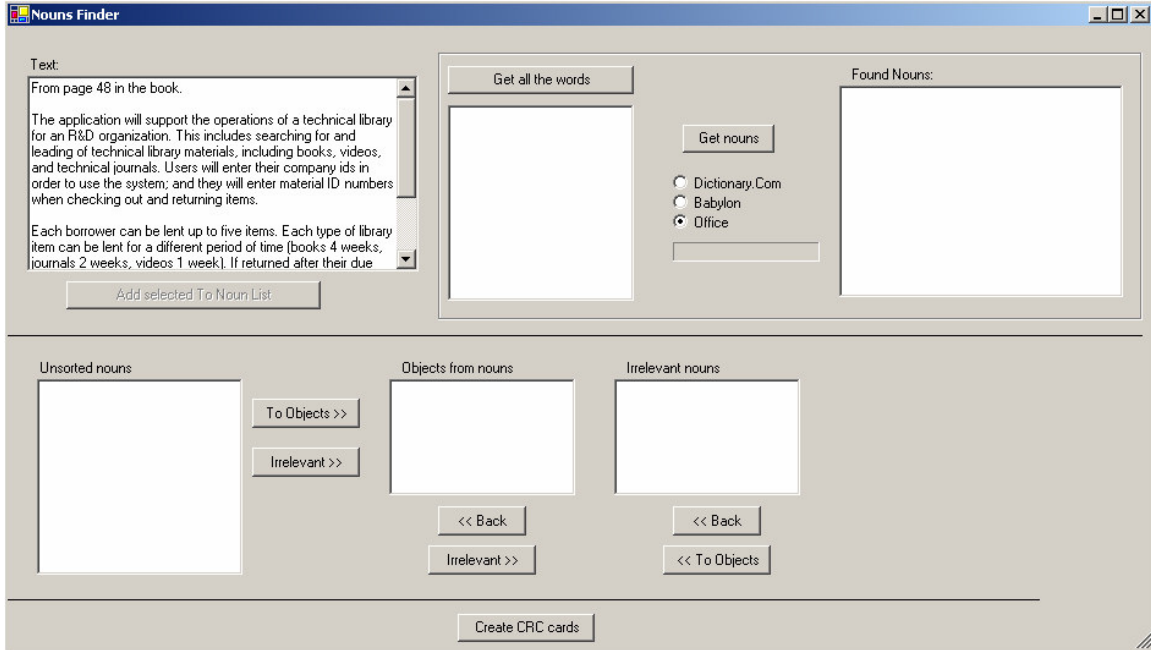 Nouns Finder
Text:
From page 48 in the book.
The application will support the operations of a technical library
for an R&D organization. This includes searching for and
leading of technical library materials, including books, videos,
and technical journals. Users will enter their company ids in
order to use the system; and they will enter material ID numbers
when checking out and returning items.
Each borrower can be lent up to five items. Each type of library
item can be lent for a different period of time (books 4 weeks,
journals 2 weeks, videos 1 week). If returned after their due
Add selected To Noun List
Get all the words
Get nouns
Dictionary.Com
Babylon
Office
Found Nouns:
Unsorted nouns
To Objects >>
Irrelevant >>
Objects from nouns
<< Back
Irrelevant >>
Irrelevant nouns
<< Back
<< To Objects
Create CRC cards